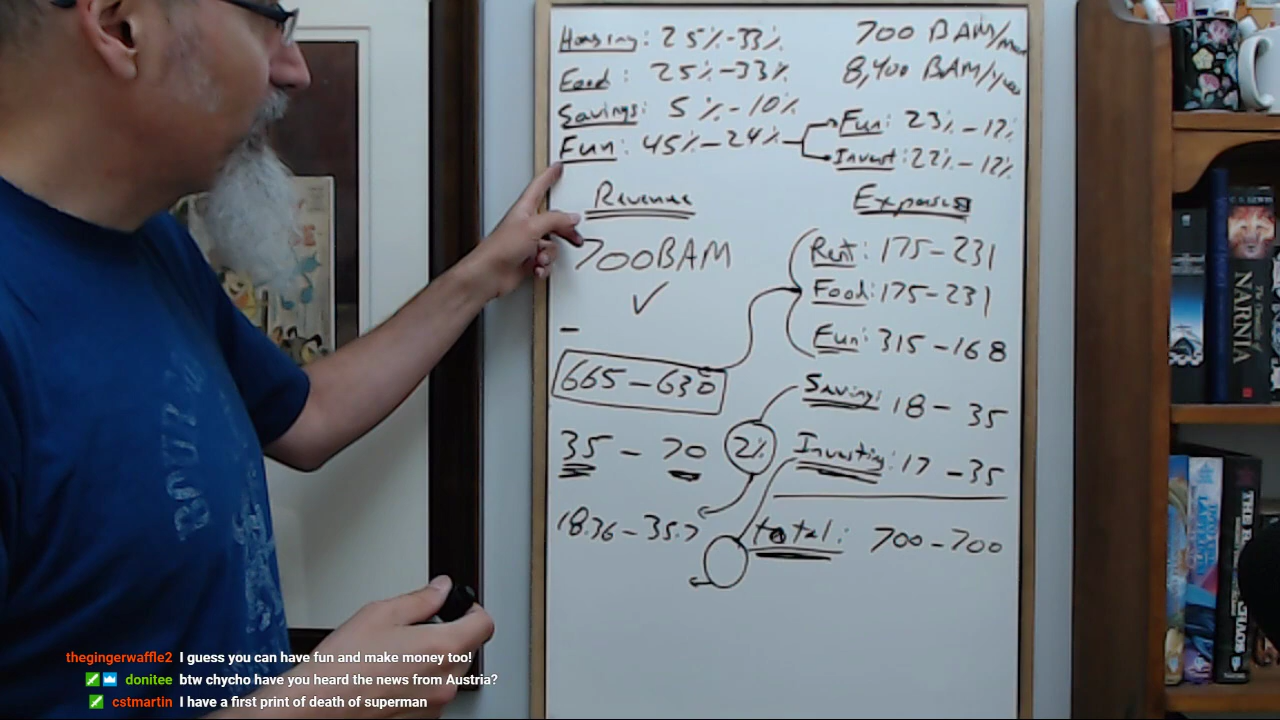 Housing: 25%-33%
Food: 25%-33%
Savings: 5%-10%
Fun: 45%-24%
700 BAM/
8,400 BAM/
Fun: 23%-12%
Invest: 22%-12%
Revenue
700BAM
✓
-
665-630
35 - 70
18.36-35.7
2%
Expenses
Rent: 175-231
Food: 175-231
Fun: 315-168
Savings 18-35
Investing: 17-35
total: 700-700
NARNIA
CHAOS
thegingerwaffle2 I guess you can have fun and make money too!
donitee btw chycho have you heard the news from Austria?
cstmartin I have a first print of death of superman